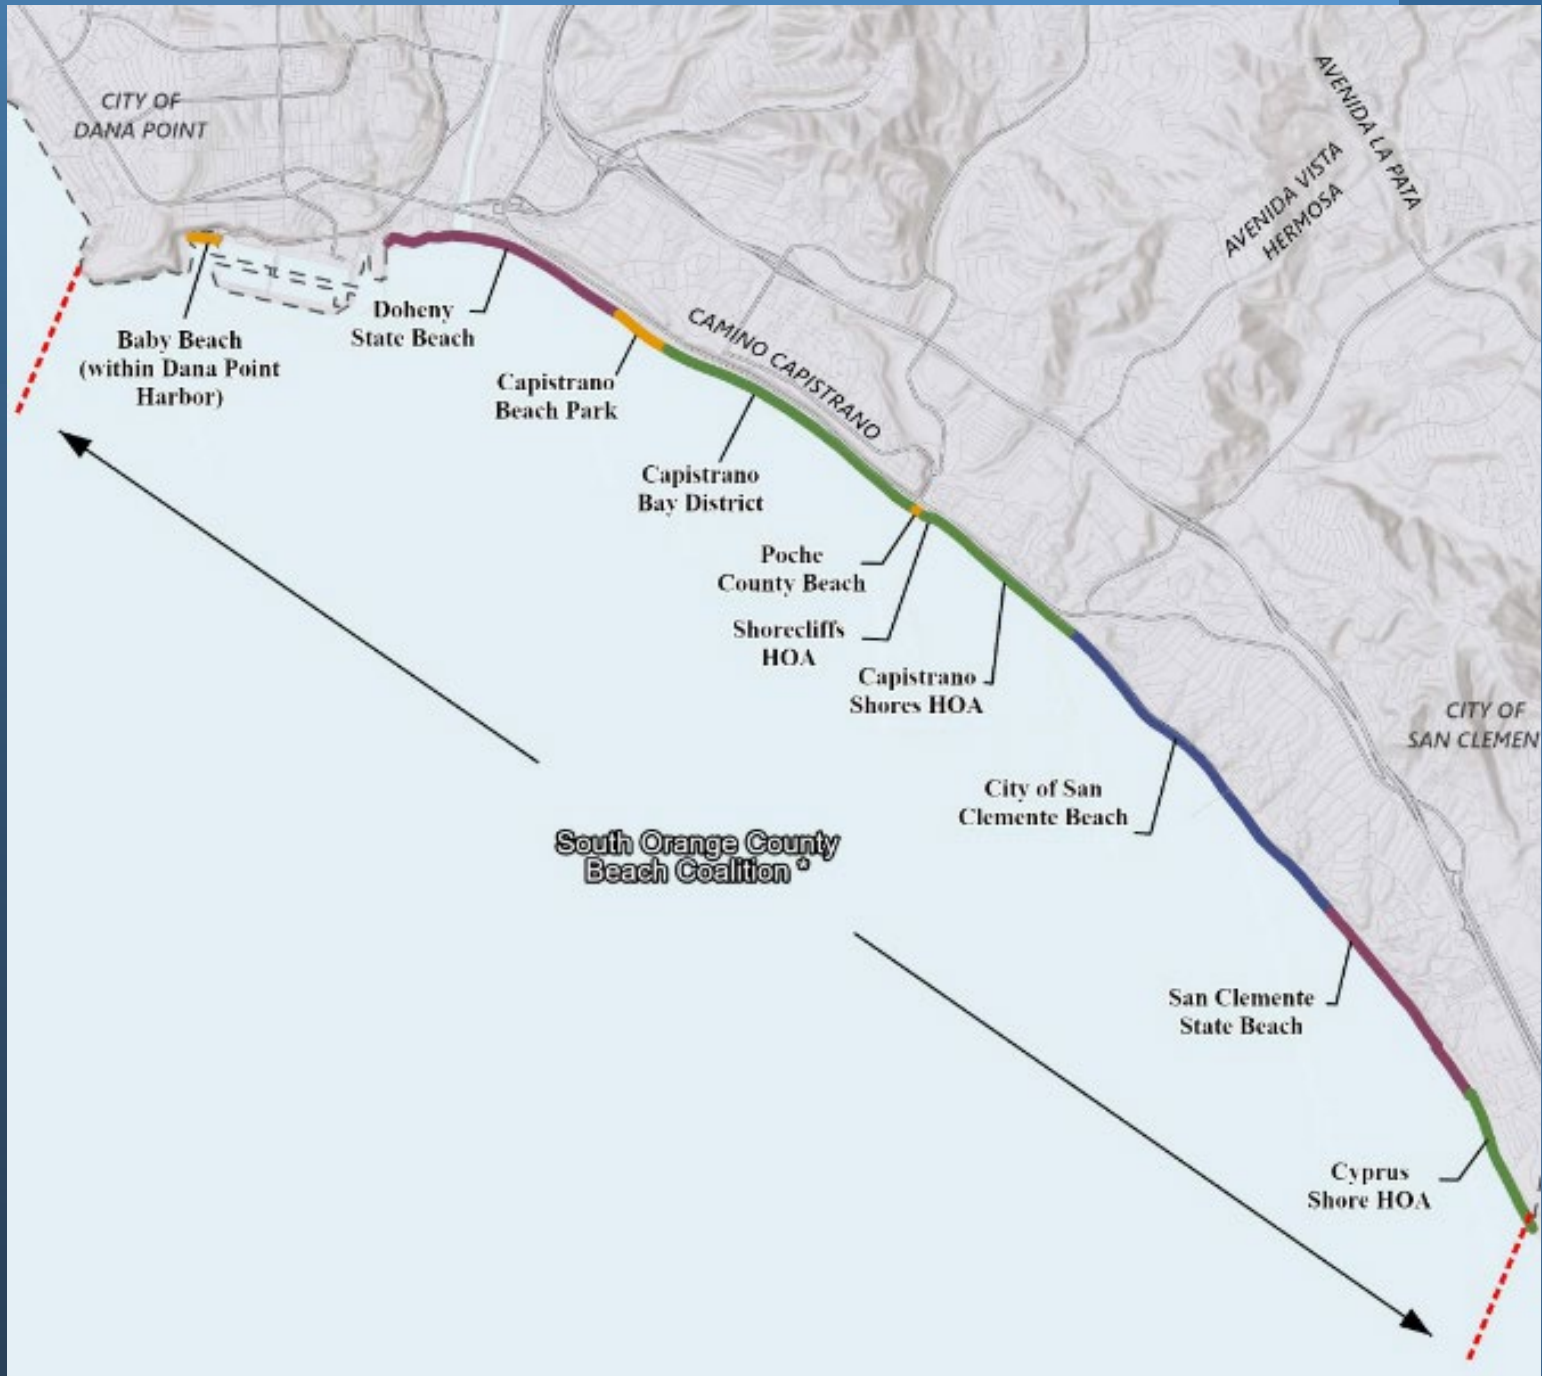 CITY OF
DANA POINT
AVENIDA LA PATA
AVENIDA VISTA
HERMOSA
Baby Beach
(within Dana Point
Harbor)
Doheny
State Beach
CAMINO CAPISTRANO
Capistrano
Beach Park
Capistrano
Bay District
Poche
County Beach
Shorecliffs
HOA
Capistrano
Shores HOA
CITY OF
SAN CLEMEN
City of San
Clemente Beach
South Orange County
Beach Coalition *
San Clemente
State Beach
Cyprus
Shore HOA